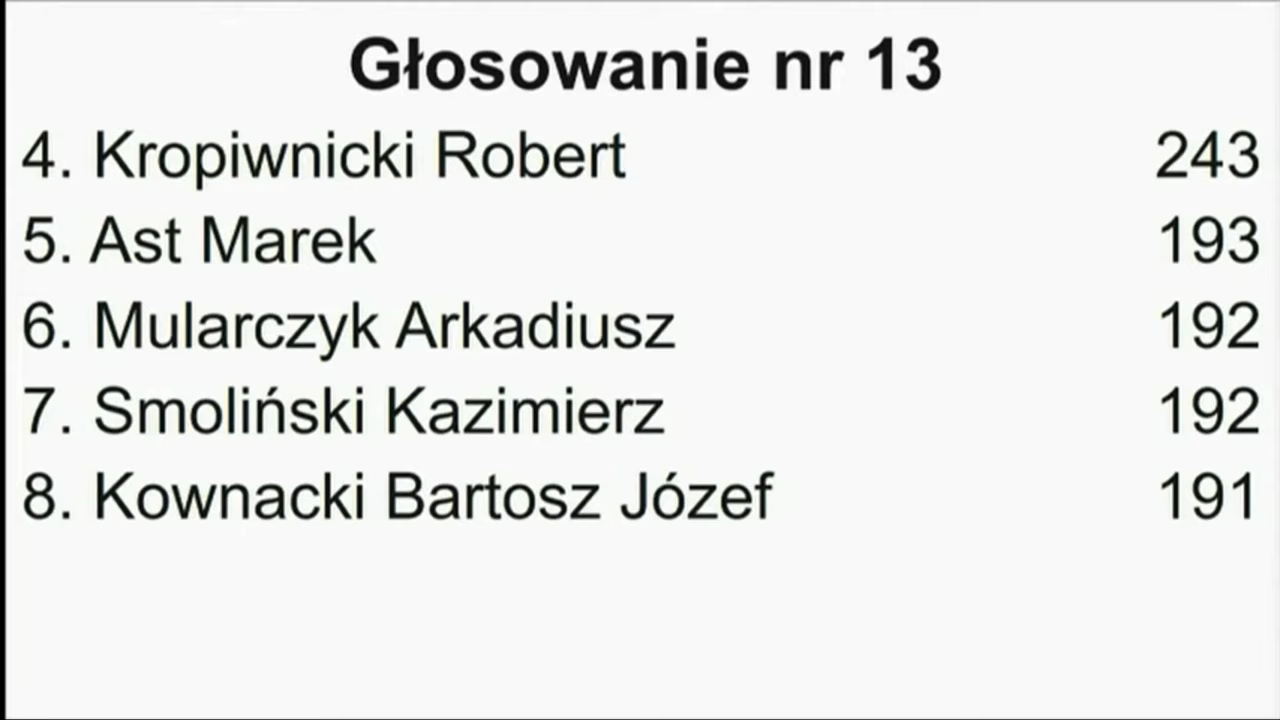 Głosowanie nr 13
4. Kropiwnicki Robert 243
5. Ast Marek 193
6. Mularczyk Arkadiusz 192
7. Smoliński Kazimierz 192
8. Kownacki Bartosz Józef 191